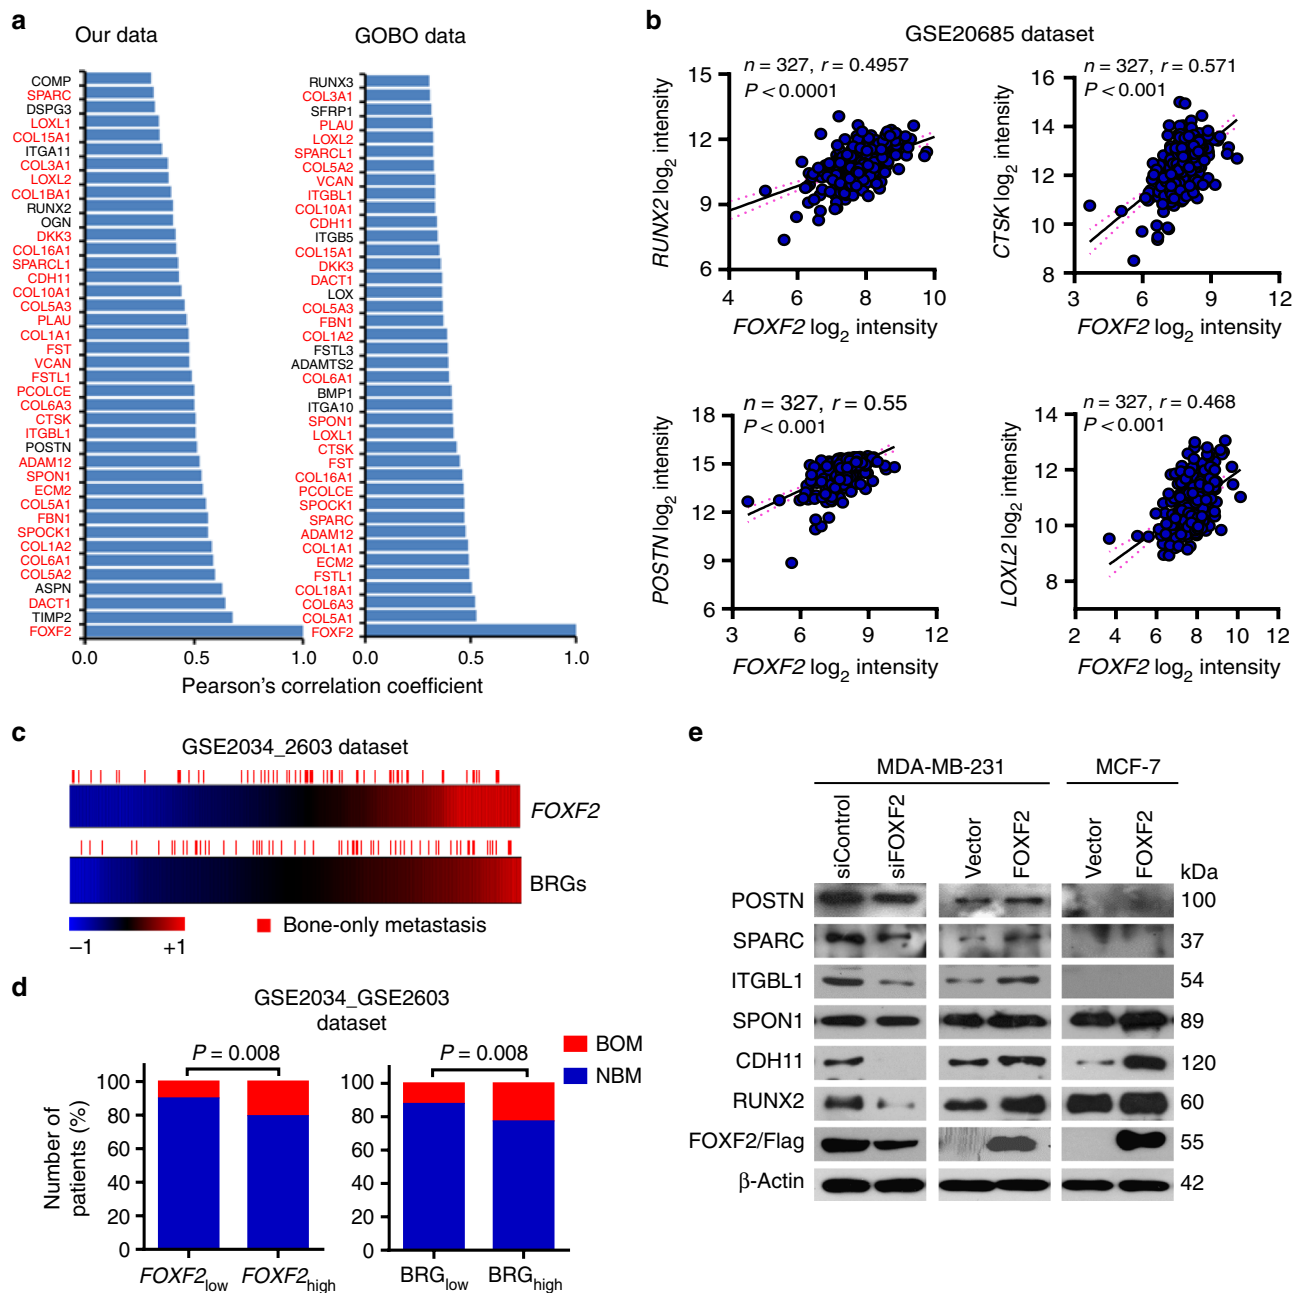 a
Our data
GOBO data
COMP
SPARC
DSPG3
LOXL1
COL15A1
ITGA11
COL3A1
LOXL2
COL1BA1
RUNX2
OGN
DKK3
COL16A1
SPARCL1
CDH11
COL10A1
COL5A3
PLAU
COL1A1
FST
VCAN
FSTL1
PCOLCE
COL6A3
CTSK
ITGBL1
POSTN
ADAM12
SPON1
ECM2
COL5A1
FBN1
SPOCK1
COL1A2
COL6A1
COL5A2
ASPN
DACT1
TIMP2
FOXF2
0.0 0.5 1.0
RUNX3
COL3A1
SFRP1
PLAU
LOXL2
SPARCL1
COL5A2
VCAN
ITGBL1
COL10A1
CDH11
ITGB5
COL15A1
DKK3
DACT1
LOX
COL5A3
FBN1
COL1A2
FSTL3
ADAMTS2
COL6A1
BMP1
ITGA10
SPON1
LOXL1
CTSK
FST
COL16A1
PCOLCE
SPOCK1
SPARC
ADAM12
COL1A1
ECM2
FSTL1
COL18A1
COL6A3
COL5A1
FOXF2
0.0 0.5 1.0
Pearson's correlation coefficient
b
GSE20685 dataset
n = 327, r = 0.4957
P < 0.0001
RUNX2 log2 intensity
15
12
9
6
4 6 8 10
FOXF2 log2 intensity
n = 327, r = 0.571
P < 0.001
CTSK log2 intensity
16
14
12
10
8
3 6 9 12
FOXF2 log2 intensity
n = 327, r = 0.55
P < 0.001
POSTN log2 intensity
18
15
12
9
6
3 6 9 12
FOXF2 log2 intensity
n = 327, r = 0.468
P < 0.001
LOXL2 log2 intensity
14
12
10
8
2 4 6 8 10 12
FOXF2 log2 intensity
c
GSE2034_2603 dataset
FOXF2
BRGs
−1 +1
Bone-only metastasis
d
GSE2034_GSE2603
dataset
BOM
NBM
P = 0.008
Number of
patients (%)
100
80
60
40
20
0
FOXF2low FOXF2high
P = 0.008
100
80
60
40
20
0
BRGlow BRGhigh
e
MDA-MB-231 MCF-7
siControl siFOXF2 Vector FOXF2 Vector FOXF2
kDa
POSTN 100
SPARC 37
ITGBL1 54
SPON1 89
CDH11 120
RUNX2 60
FOXF2/Flag 55
β-Actin 42